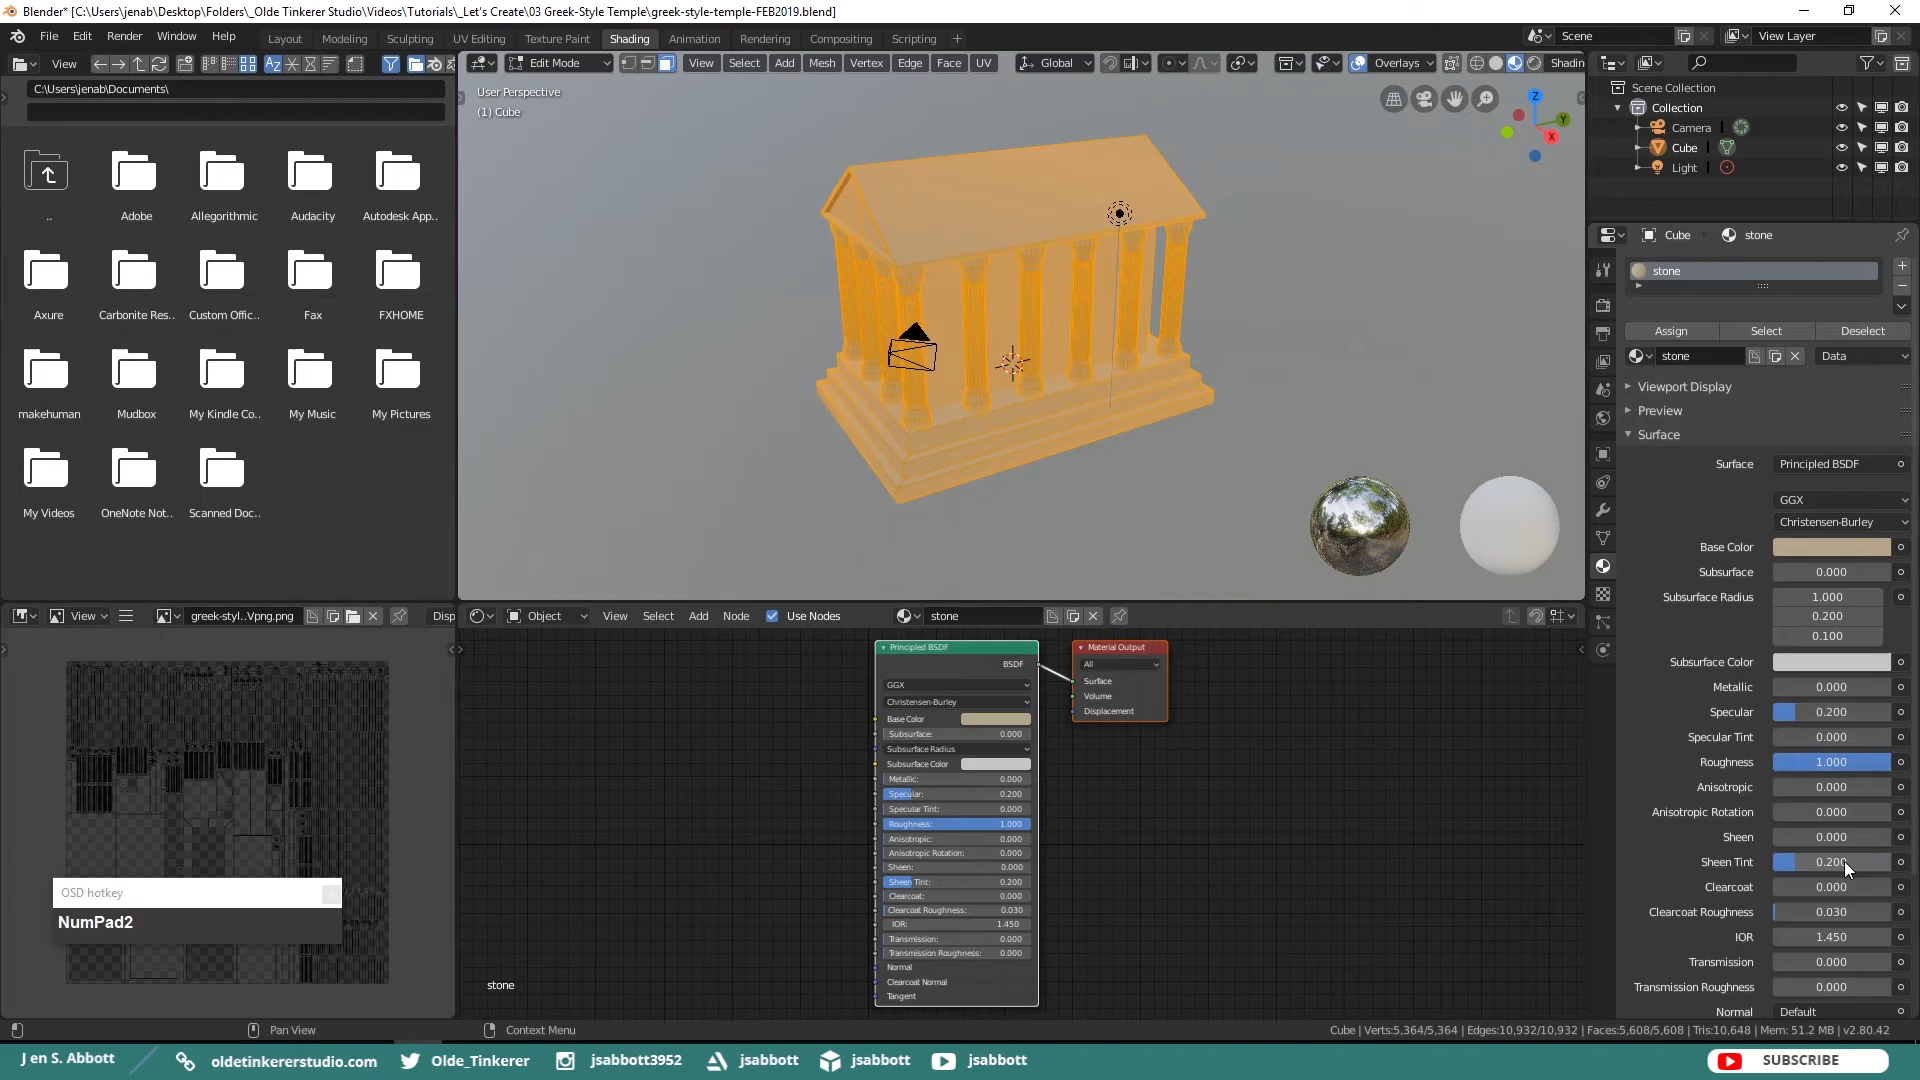 Blender* [C:\Users\jenab\Desktop\Folders\_Olde Tinkerer Studio\Videos\Tutorials\_Let's Create\03 Greek-Style Temple\greek-style-temple-FEB2019.blend]
File Edit Render Window Help Layout Modeling Sculpting UV Editing Texture Paint Shading Animation Rendering Compositing Scripting + Scene View Layer
View Edit Mode View Select Add Mesh Vertex Edge Face UV Global Overlays Shadin
C:\Users\jenab\Documents\
User Perspective
(1) Cube
Z
Y
X
.. Adobe Allegorithmic Audacity Autodesk App..
Axure Carbonite Res.. Custom Offic.. Fax FXHOME
makehuman Mudbox My Kindle Co.. My Music My Pictures
My Videos OneNote Not.. Scanned Doc..
Scene Collection
Collection
Camera
Cube
Light
Cube stone
stone
Assign Select Deselect
stone Data
Viewport Display
Preview
Surface
Surface Principled BSDF
GGX
Christensen-Burley
Base Color
Subsurface 0.000
Subsurface Radius 1.000
0.200
0.100
Subsurface Color
Metallic 0.000
Specular 0.200
Specular Tint 0.000
Roughness 1.000
Anisotropic 0.000
Anisotropic Rotation 0.000
Sheen 0.000
Sheen Tint 0.200
Clearcoat 0.000
Clearcoat Roughness 0.030
IOR 1.450
Transmission 0.000
Transmission Roughness 0.000
Normal Default
View greek-styl..Vpng.png Disp
Object View Select Add Node Use Nodes stone
Principled BSDF
BSDF
GGX
Christensen-Burley
Base Color
Subsurface: 0.000
Subsurface Radius
Subsurface Color
Metallic: 0.000
Specular: 0.200
Specular Tint: 0.000
Roughness: 1.000
Anisotropic: 0.000
Anisotropic Rotation: 0.000
Sheen: 0.000
Sheen Tint: 0.200
Clearcoat: 0.000
Clearcoat Roughness: 0.030
IOR: 1.450
Transmission: 0.000
Transmission Roughness: 0.000
Normal
Clearcoat Normal
Tangent
Material Output
All
Surface
Volume
Displacement
OSD hotkey
NumPad2
stone
Pan View Context Menu Cube | Verts:5,364/5,364 | Edges:10,932/10,932 | Faces:5,608/5,608 | Tris:10,648 | Mem: 51.2 MB | v2.80.42
J en S. Abbott oldetinkererstudio.com Olde_Tinkerer jsabbott3952 jsabbott jsabbott jsabbott SUBSCRIBE